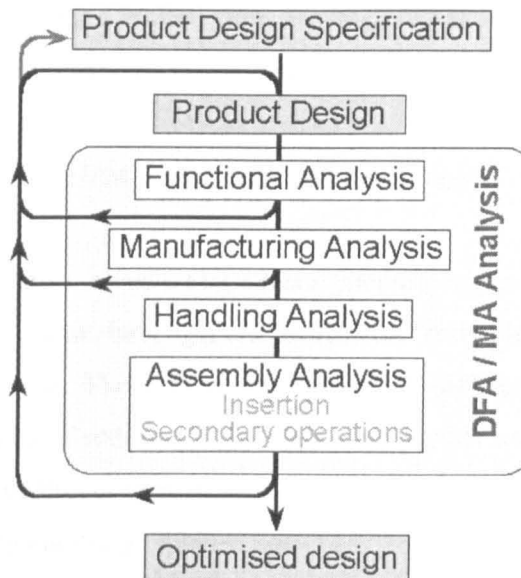 Product Design Specification
Product Design
Functional Analysis
Manufacturing Analysis
Handling Analysis
Assembly Analysis
Insertion
Secondary operations
DFA / MA Analysis
Optimised design